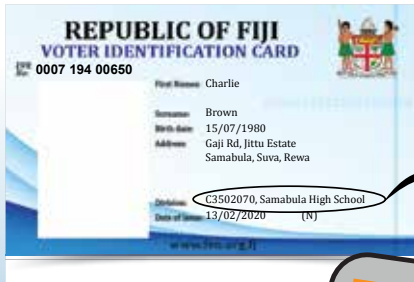 REPUBLIC OF FIJI
VOTER IDENTIFICATION CARD
0007 194 00650
First Names: Charlie
Surname: Brown
Birth date: 15/07/1980
Address: Gaji Rd, Jittu Estate
Samabula, Suva, Rewa
Division: C3502070, Samabula High School
Date of Issue: 13/02/2020 (N)
www.feo.org.fj